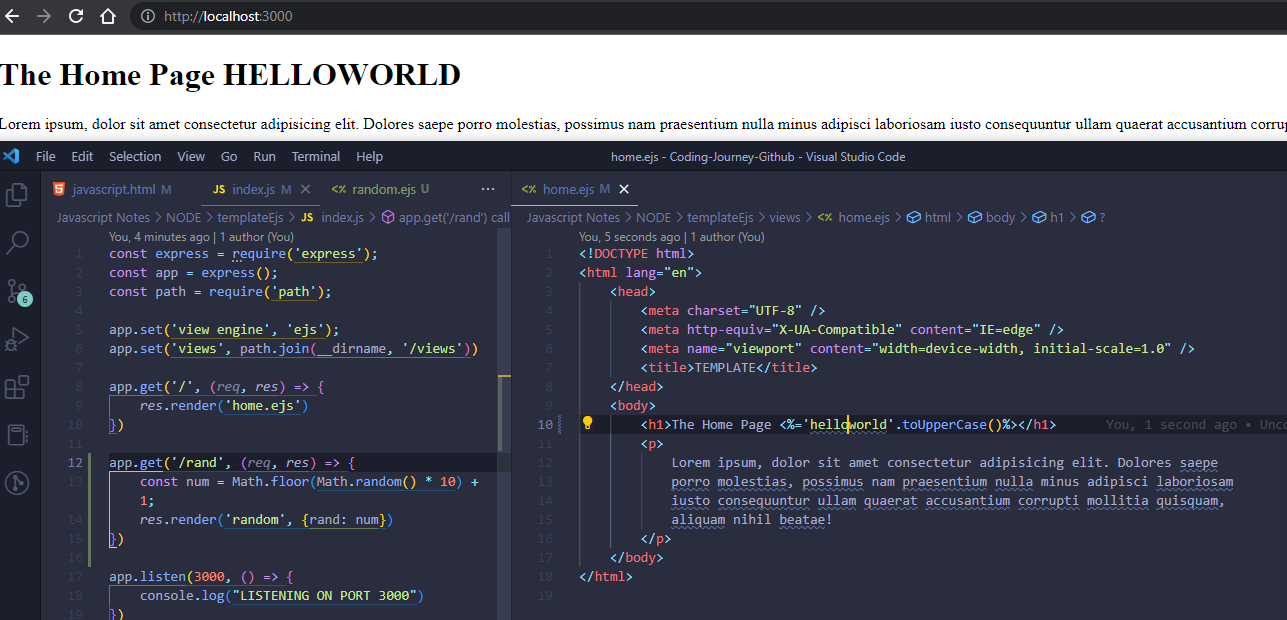 http://localhost:3000
The Home Page HELLOWORLD
Lorem ipsum, dolor sit amet consectetur adipisicing elit. Dolores saepe porro molestias, possimus nam praesentium nulla minus adipisci laboriosam iusto consequuntur ullam quaerat accusantium corrup
File Edit Selection View Go Run Terminal Help
home.ejs - Coding-Journey-Github - Visual Studio Code
6
javascript.html M
JS index.js M
<% random.ejs U
...
Javascript Notes > NODE > templateEjs > JS index.js > app.get('/rand') call
You, 4 minutes ago | 1 author (You)
1 const express = require('express');
2 const app = express();
3 const path = require('path');
4
5 app.set('view engine', 'ejs');
6 app.set('views', path.join(__dirname, '/views'))
7
8 app.get('/', (req, res) => {
9 res.render('home.ejs')
10 })
11
12 app.get('/rand', (req, res) => {
13 const num = Math.floor(Math.random() * 10) +
1;
14 res.render('random', {rand: num})
15 })
16
17 app.listen(3000, () => {
18 console.log("LISTENING ON PORT 3000")
19 })
<% home.ejs M
Javascript Notes > NODE > templateEjs > views > <% home.ejs > html > body > h1 > ?
You, 5 seconds ago | 1 author (You)
1 <!DOCTYPE html>
2 <html lang="en">
3 <head>
4 <meta charset="UTF-8" />
5 <meta http-equiv="X-UA-Compatible" content="IE=edge" />
6 <meta name="viewport" content="width=device-width, initial-scale=1.0" />
7 <title>TEMPLATE</title>
8 </head>
9 <body>
10 <h1>The Home Page <%='helloworld'.toUpperCase()%></h1> You, 1 second ago • Unco
11 <p>
12 Lorem ipsum, dolor sit amet consectetur adipisicing elit. Dolores saepe
13 porro molestias, possimus nam praesentium nulla minus adipisci laboriosam
14 iusto consequuntur ullam quaerat accusantium corrupti mollitia quisquam,
15 aliquam nihil beatae!
16 </p>
17 </body>
18 </html>
19